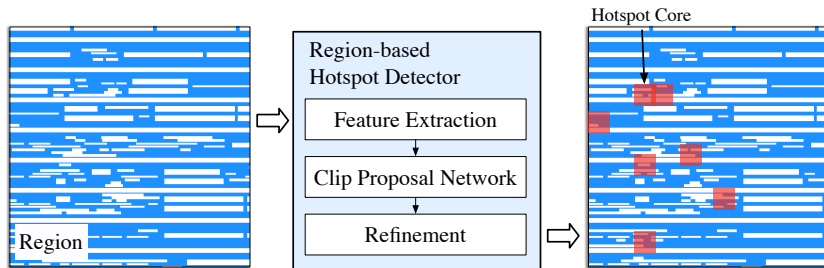 Hotspot Core
Region-based
Hotspot Detector
Feature Extraction
Clip Proposal Network
Refinement
Region